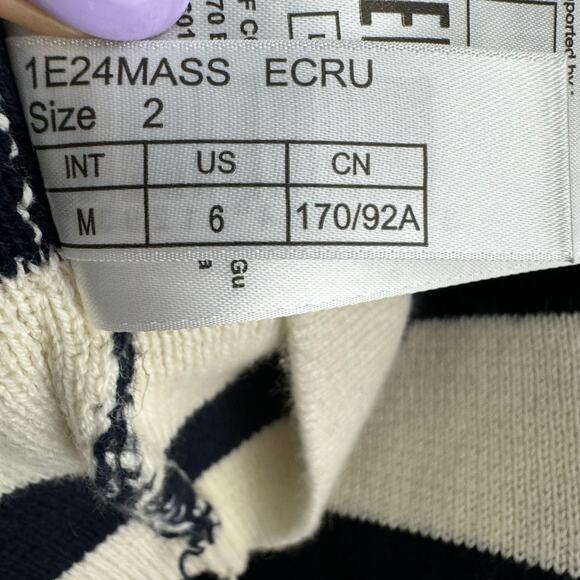 1E24MASS ECRU
Size 2
INT US CN
M 6 170/92A
Gu
a